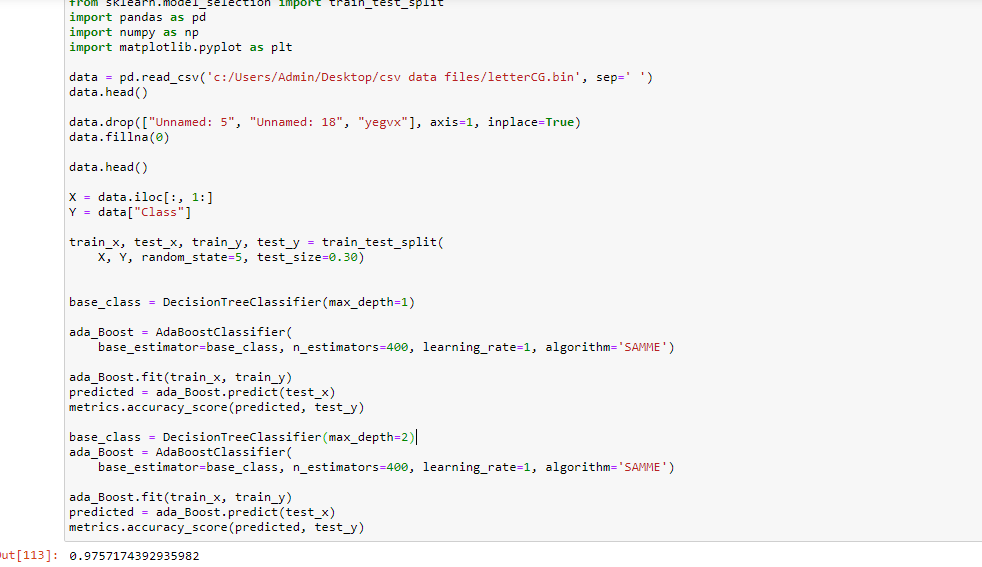 from sklearn.model_selection import train_test_split
import pandas as pd
import numpy as np
import matplotlib.pyplot as plt
data = pd.read_csv('c:/Users/Admin/Desktop/csv data files/letterCG.bin', sep=' ')
data.head()
data.drop(["Unnamed: 5", "Unnamed: 18", "yegvx"], axis=1, inplace=True)
data.fillna(0)
data.head()
X = data.iloc[:, 1:]
Y = data["Class"]
train_x, test_x, train_y, test_y = train_test_split(
    X, Y, random_state=5, test_size=0.30)
base_class = DecisionTreeClassifier(max_depth=1)
ada_Boost = AdaBoostClassifier(
    base_estimator=base_class, n_estimators=400, learning_rate=1, algorithm='SAMME')
ada_Boost.fit(train_x, train_y)
predicted = ada_Boost.predict(test_x)
metrics.accuracy_score(predicted, test_y)
base_class = DecisionTreeClassifier(max_depth=2)
ada_Boost = AdaBoostClassifier(
    base_estimator=base_class, n_estimators=400, learning_rate=1, algorithm='SAMME')
ada_Boost.fit(train_x, train_y)
predicted = ada_Boost.predict(test_x)
metrics.accuracy_score(predicted, test_y)
Out[113]: 0.9757174392935982